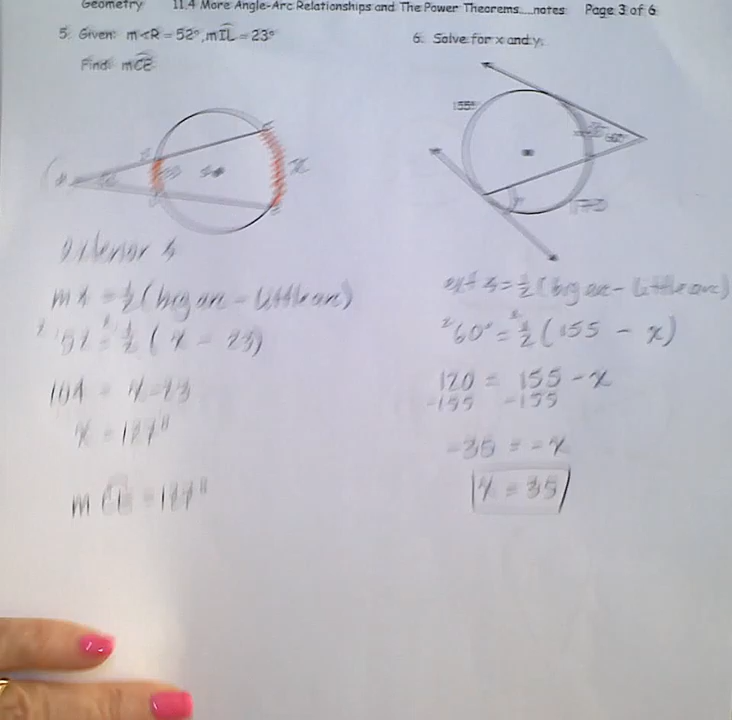 Geometry 11.4 More Angle-Arc Relationships and The Power Theorems....notes Page 3 of 6
5. Given: m<R = 52°, mIL = 23°
Find: mCE
6. Solve for x and y.
155°
60°
x
y
m∠ = ½ (big arc - little arc)
52 = ½ (x - 23)
104 = x - 23
x = 127°
m CE = 127°
ext ∠ = ½ (big arc - little arc)
2 60° = 2 ½ (155 - x)
120 = 155 - x
-155 -155
-35 = -x
x = 35